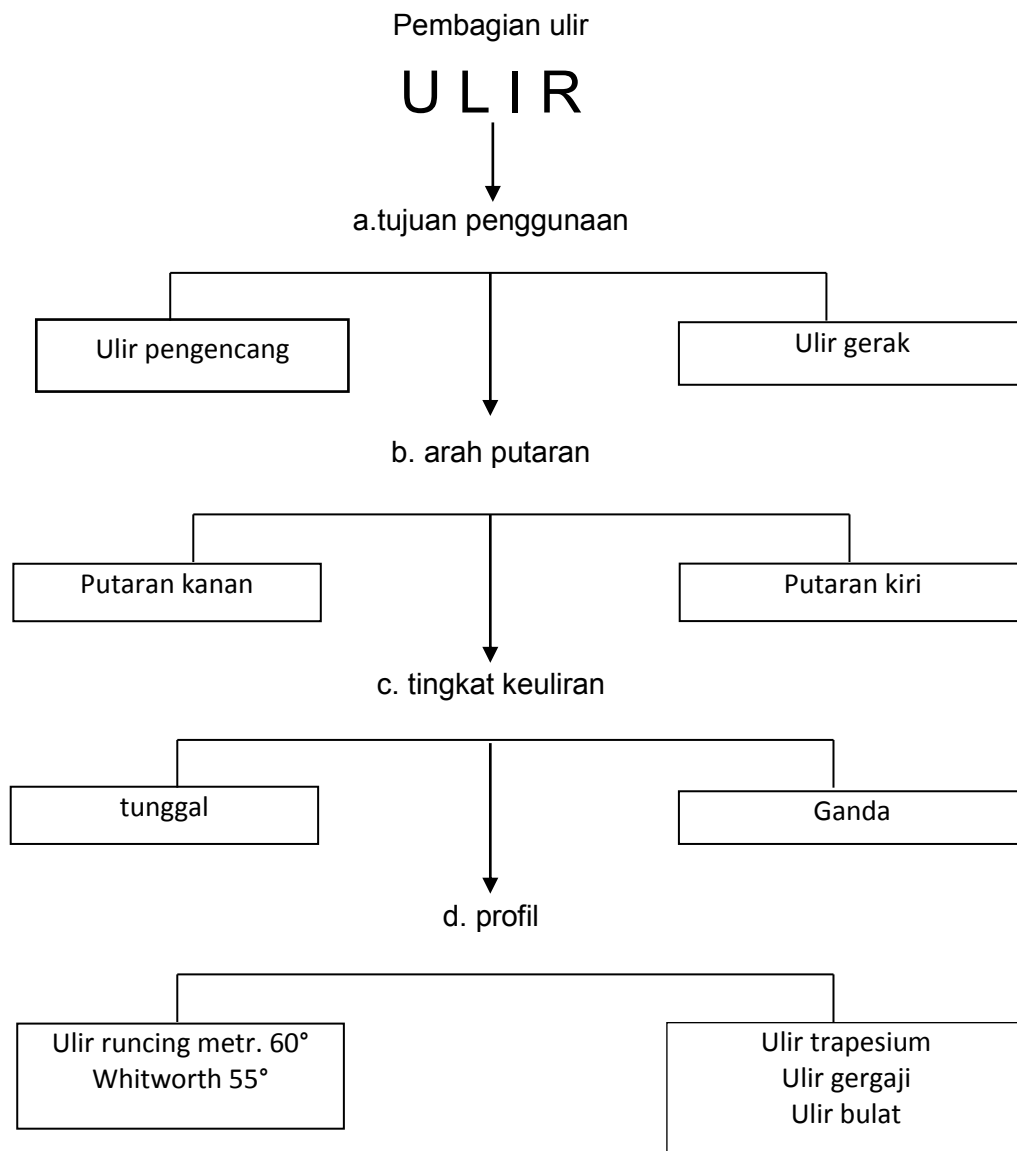 Pembagian ulir
U L I R
a.tujuan penggunaan
Ulir pengencang
Ulir gerak
b. arah putaran
Putaran kanan
Putaran kiri
c. tingkat keuliran
tunggal
Ganda
d. profil
Ulir runcing metr. 60°
Whitworth 55°
Ulir trapesium
Ulir gergaji
Ulir bulat